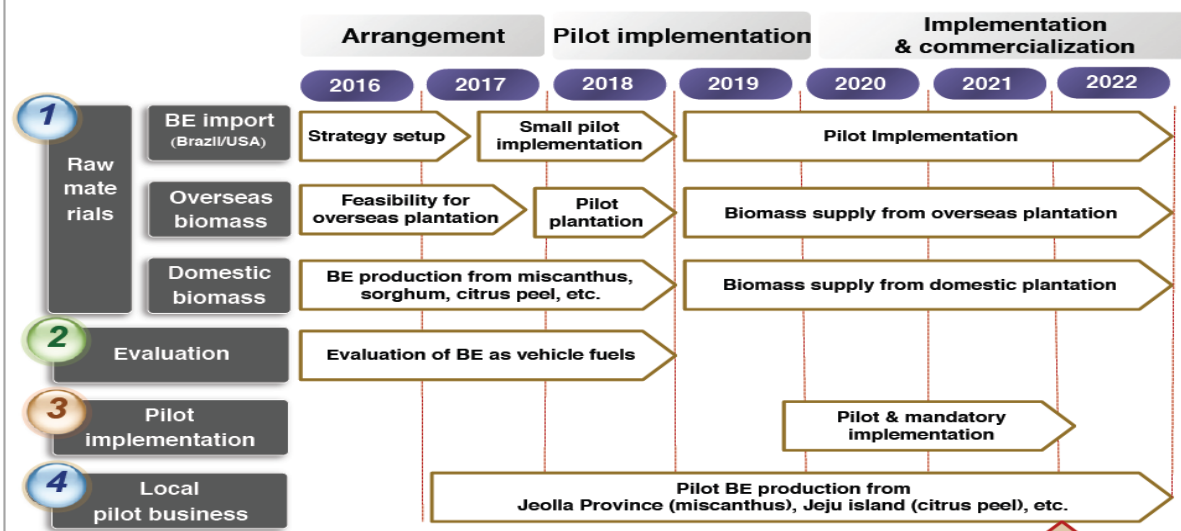 Arrangement
Pilot implementation
Implementation
& commercialization
2016
2017
2018
2019
2020
2021
2022
1
Raw
mate
rials
BE import
(Brazil/USA)
Strategy setup
Small pilot
implementation
Pilot Implementation
Overseas
biomass
Feasibility for
overseas plantation
Pilot
plantation
Biomass supply from overseas plantation
Domestic
biomass
BE production from miscanthus,
sorghum, citrus peel, etc.
Biomass supply from domestic plantation
2
Evaluation
Evaluation of BE as vehicle fuels
3
Pilot
implementation
Pilot & mandatory
implementation
4
Local
pilot business
Pilot BE production from
Jeolla Province (miscanthus), Jeju island (citrus peel), etc.